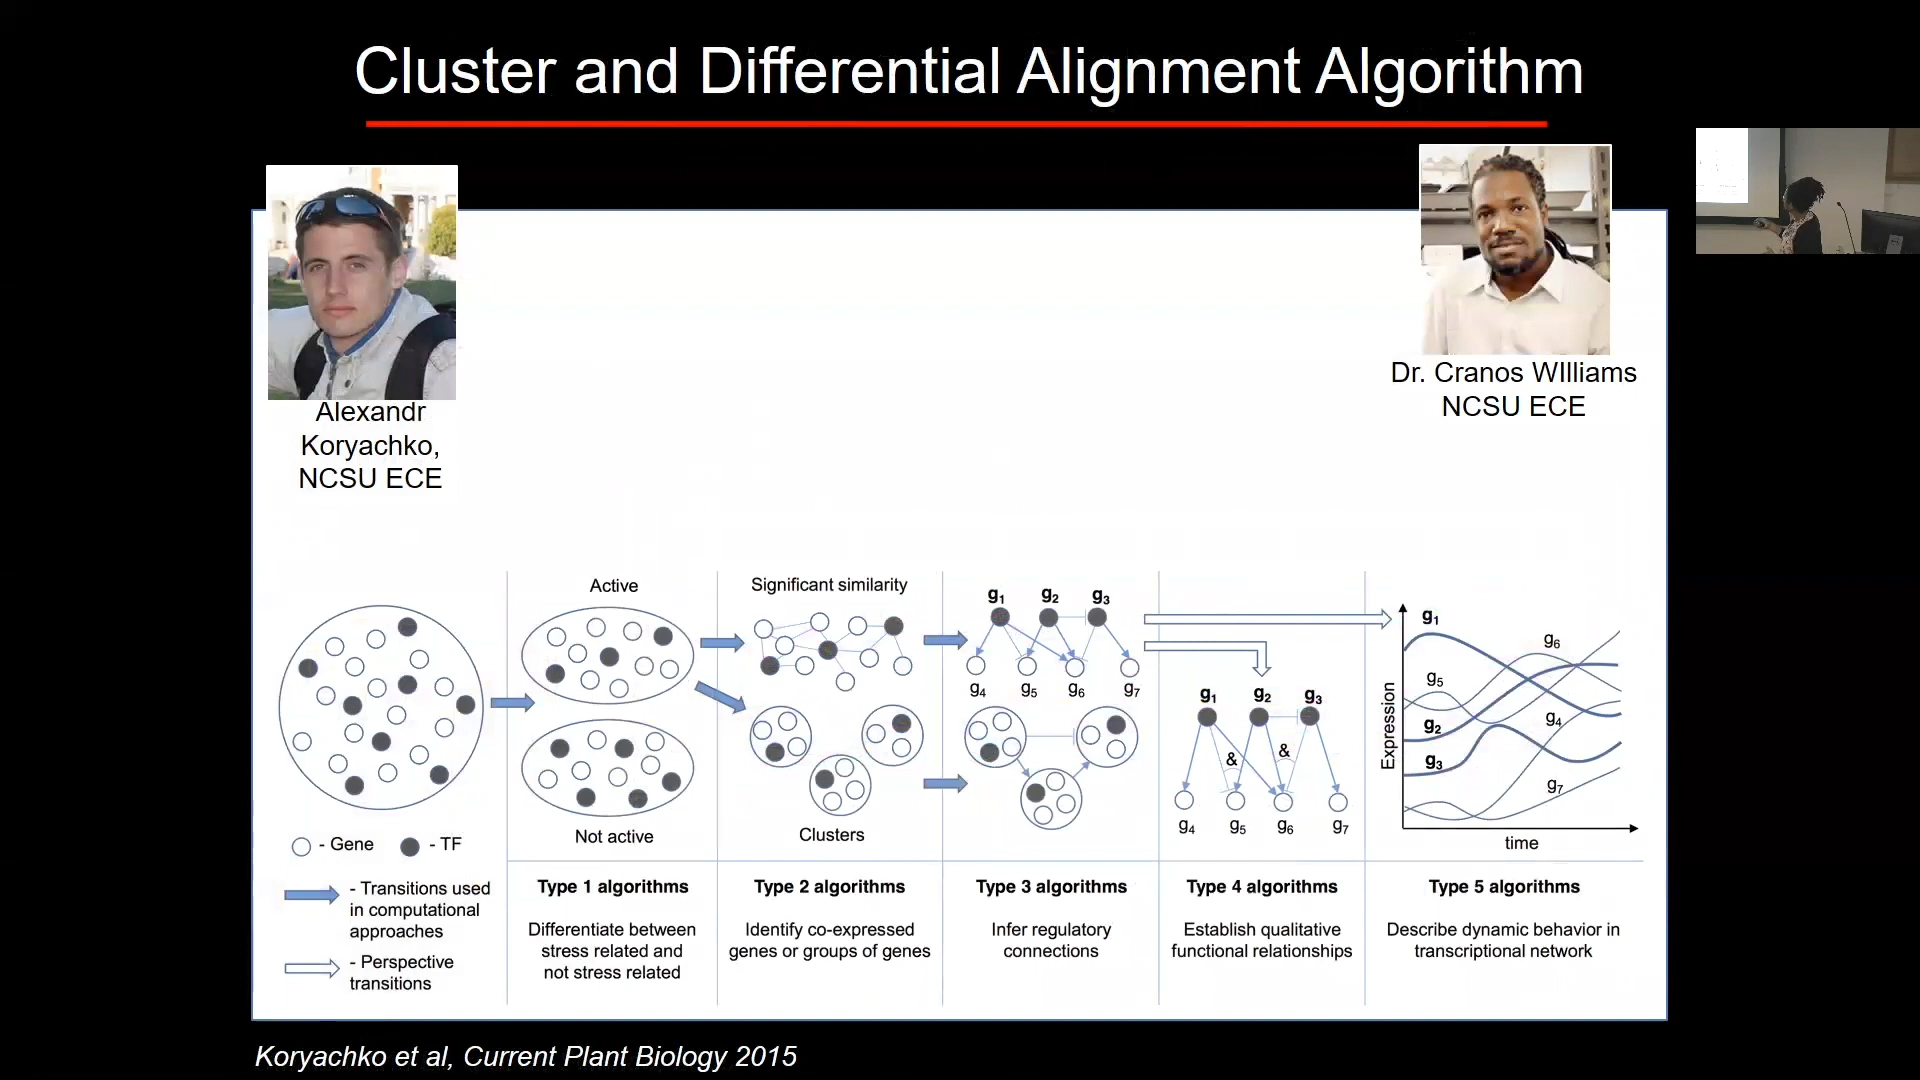 Cluster and Differential Alignment Algorithm
Alexandr
Koryachko,
NCSU ECE
Dr. Cranos WIlliams
NCSU ECE
Active
Not active
Significant similarity
Clusters
g1 g2 g3
g4 g5 g6 g7
g1 g2 g3
& &
g4 g5 g6 g7
Expression
g1
g6
g5
g4
g2
g3
g7
time
- Gene - TF
- Transitions used
in computational
approaches
- Perspective
transitions
Type 1 algorithms
Differentiate between
stress related and
not stress related
Type 2 algorithms
Identify co-expressed
genes or groups of genes
Type 3 algorithms
Infer regulatory
connections
Type 4 algorithms
Establish qualitative
functional relationships
Type 5 algorithms
Describe dynamic behavior in
transcriptional network
Koryachko et al, Current Plant Biology 2015